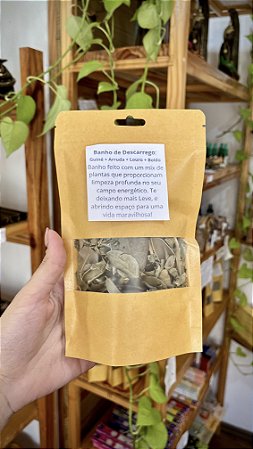 Banho de Descarrego:
Guiné + Arruda + Louro + Boldo
Banho feito com um mix de
plantas que proporcionam
limpeza profunda no seu
campo energético. Te
deixando mais Leve, e
abrindo espaço para uma
vida maravilhosa!